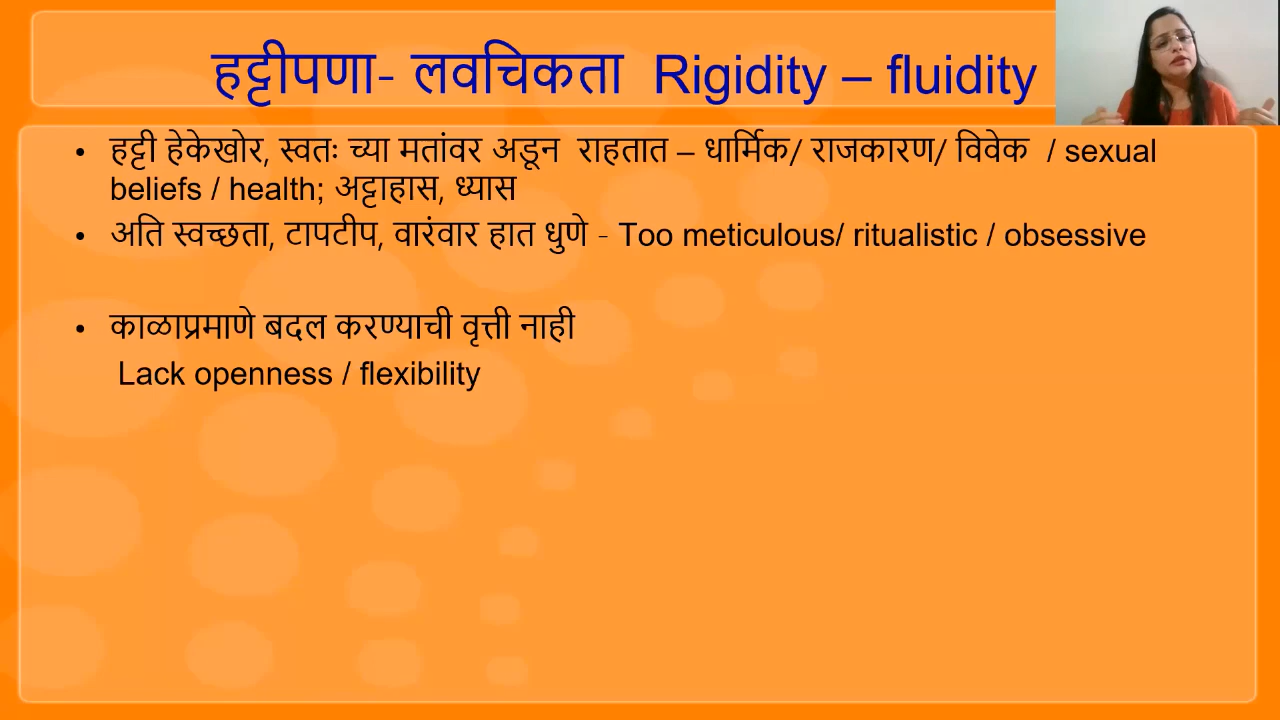 हट्टीपणा- लवचिकता Rigidity – fluidity
• हट्टी हेकेखोर, स्वतः च्या मतांवर अडून राहतात – धार्मिक/ राजकारण/ विवेक / sexual
beliefs / health; अट्टाहास, ध्यास
• अति स्वच्छता, टापटीप, वारंवार हात धुणे - Too meticulous/ ritualistic / obsessive
• काळाप्रमाणे बदल करण्याची वृत्ती नाही
Lack openness / flexibility